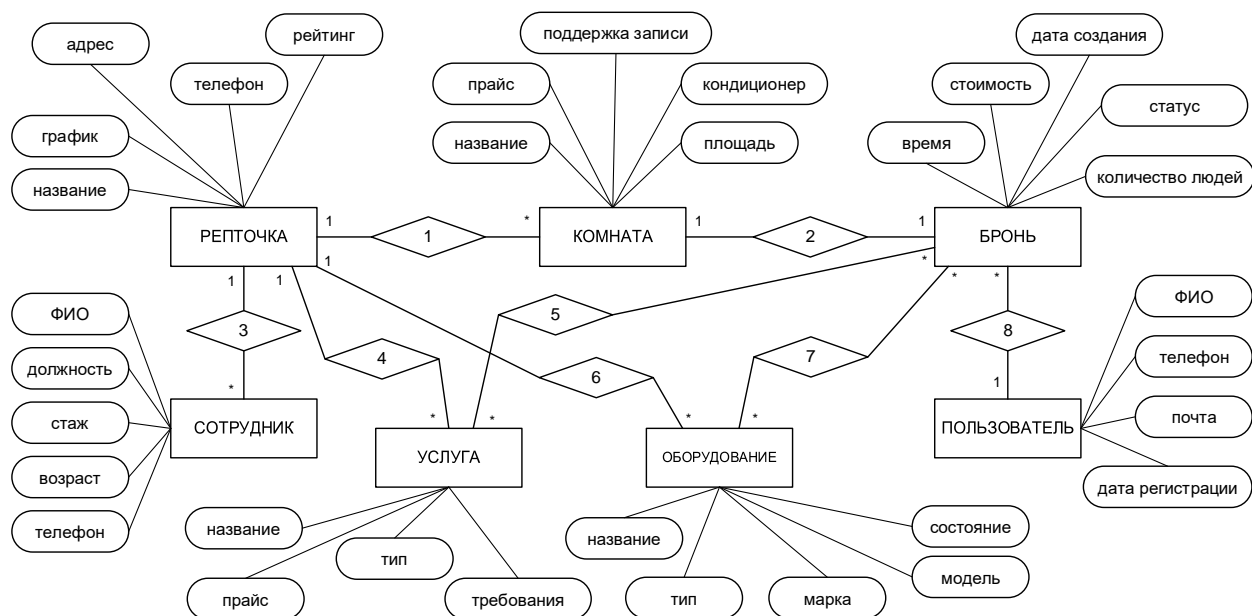 адрес
рейтинг
телефон
график
название
поддержка записи
прайс
кондиционер
название
площадь
дата создания
стоимость
статус
время
количество людей
РЕПТОЧКА
1
1
*
КОМНАТА
1
2
1
БРОНЬ
1
1
1
*
*
*
ФИО
должность
стаж
возраст
телефон
3
4
5
6
7
8
*
*
*
*
*
1
СОТРУДНИК
УСЛУГА
ОБОРУДОВАНИЕ
ПОЛЬЗОВАТЕЛЬ
ФИО
телефон
почта
дата регистрации
название
тип
прайс
требования
название
тип
марка
модель
состояние